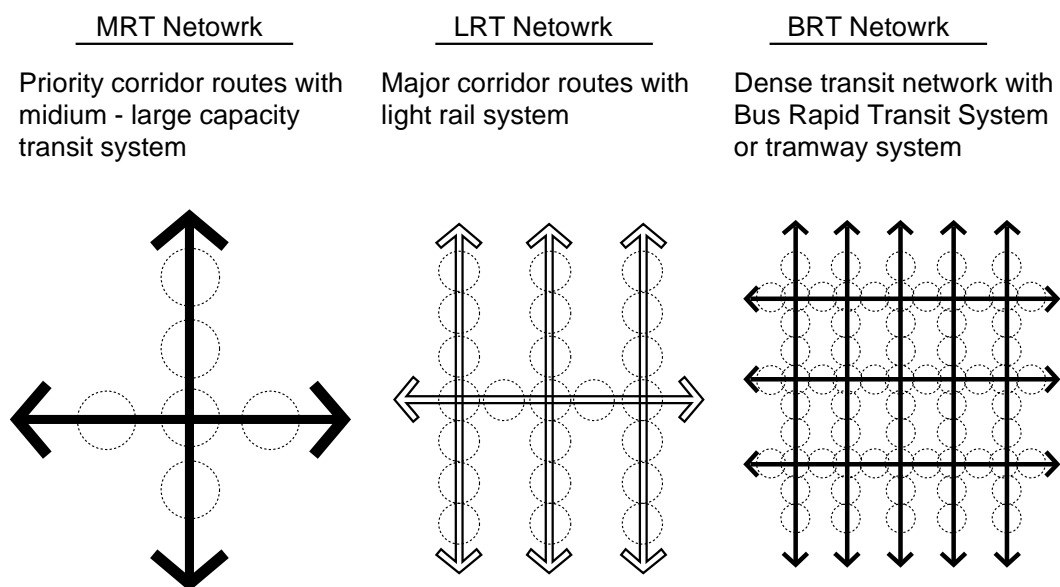 MRT Netowrk
Priority corridor routes with
midium - large capacity
transit system
LRT Netowrk
Major corridor routes with
light rail system
BRT Netowrk
Dense transit network with
Bus Rapid Transit System
or tramway system